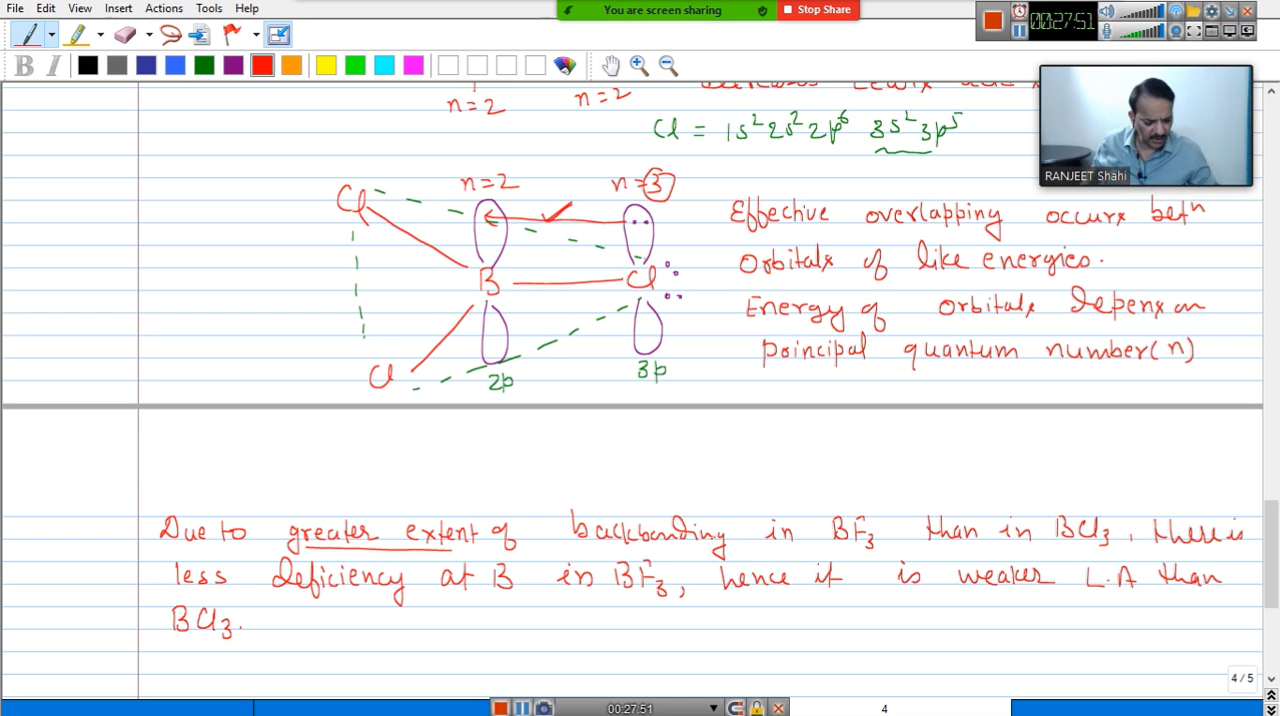 File Edit View Insert Actions Tools Help
You are screen sharing
Stop Share
00:27:51
B I
RANJEET Shahi
n=2 n=2
Cl = 1s² 2s² 2p⁶ 3s² 3p⁵
n=2 n=3
Cl
B Cl
Cl
2p 3p
Effective overlapping occurs betⁿ
Orbitals of like energies.
Energy of orbitals depens on
principal quantum number(n)
Due to greater extent of backbonding in BF₃ than in BCl₃, there is
less deficiency at B in BF₃, hence it is weaker L.A than
BCl₃.
4 / 5
00:27:51 4